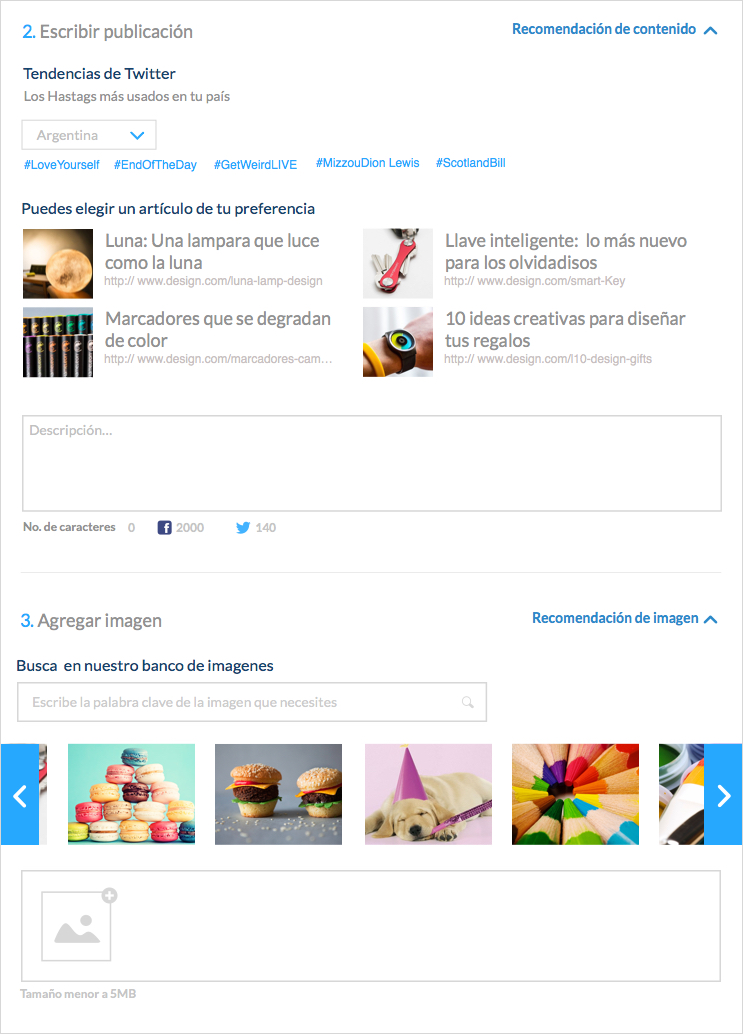 2. Escribir publicación
Recomendación de contenido
Tendencias de Twitter
Los Hastags más usados en tu país
Argentina
#LoveYourself #EndOfTheDay #GetWeirdLIVE #MizzouDion Lewis #ScotlandBill
Puedes elegir un artículo de tu preferencia
Luna: Una lampara que luce
como la luna
http:// www.design.com/luna-lamp-design
Llave inteligente: lo más nuevo
para los olvidadisos
http:// www.design.com/smart-Key
Marcadores que se degradan
de color
http:// www.design.com/marcadores-cam...
10 ideas creativas para diseñar
tus regalos
http:// www.design.com/l10-design-gifts
Descripción...
No. de caracteres 0 f 2000 140
3. Agregar imagen
Recomendación de imagen
Busca en nuestro banco de imagenes
Escribe la palabra clave de la imagen que necesites
Tamaño menor a 5MB